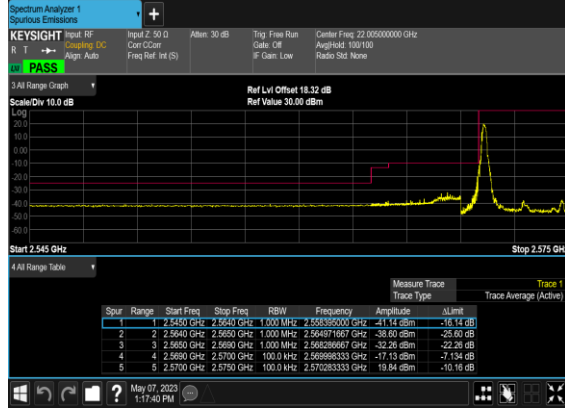 Spectrum Analyzer 1
Spurious Emissions
KEYSIGHT
R T
Input: RF
Coupling: DC
Align: Auto
Input Z: 50 Ω
Corr CCorr
Freq Ref: Int (S)
Atten: 30 dB
Trig: Free Run
Gate: Off
IF Gain: Low
Center Freq: 22.005000000 GHz
Avg|Hold: 100/100
Radio Std: None
PASS
3 All Range Graph
Scale/Div 10.0 dB
Ref Lvl Offset 18.32 dB
Ref Value 30.00 dBm
Log
20.0
10.0
0.00
-10.0
-20.0
-30.0
-40.0
-50.0
-60.0
Start 2.545 GHz
Stop 2.575 GH
4 All Range Table
Measure Trace Trace 1
Trace Type Trace Average (Active)
Spur Range Start Freq Stop Freq RBW Frequency Amplitude ΔLimit
1 1 2.5450 GHz 2.5640 GHz 1.000 MHz 2.558395000 GHz -41.14 dBm -16.14 dB
2 2 2.5640 GHz 2.5650 GHz 1.000 MHz 2.564971667 GHz -38.60 dBm -25.60 dB
3 3 2.5650 GHz 2.5690 GHz 1.000 MHz 2.568286667 GHz -32.26 dBm -22.26 dB
4 4 2.5690 GHz 2.5700 GHz 100.0 kHz 2.569998333 GHz -17.13 dBm -7.134 dB
5 5 2.5700 GHz 2.5750 GHz 100.0 kHz 2.570283333 GHz 19.84 dBm -10.16 dB
?
May 07, 2023
1:17:40 PM